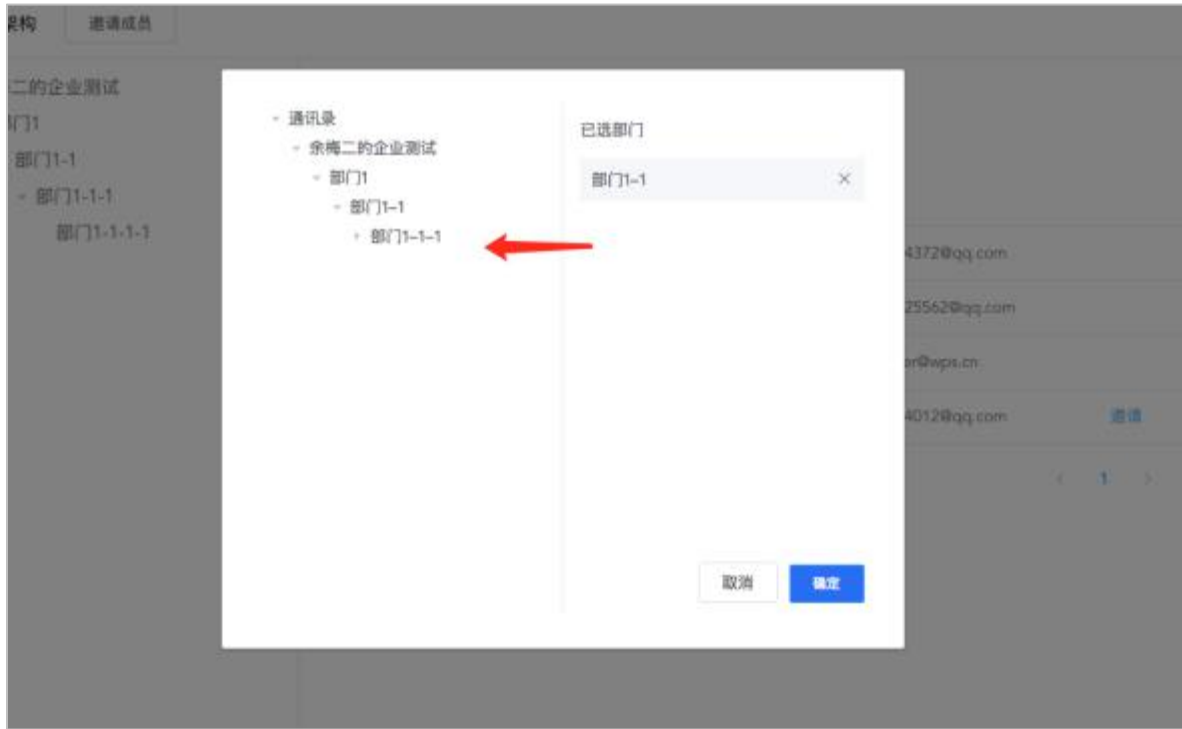 架构
邀请成员
二的企业测试
部门1
部门1-1
部门1-1-1
部门1-1-1-1
通讯录
余梅二的企业测试
部门1
部门1-1
部门1-1-1
已选部门
部门1-1
取消
确定
4372@qq.com
25562@qq.com
er@wps.cn
4012@qq.com
邀请
1